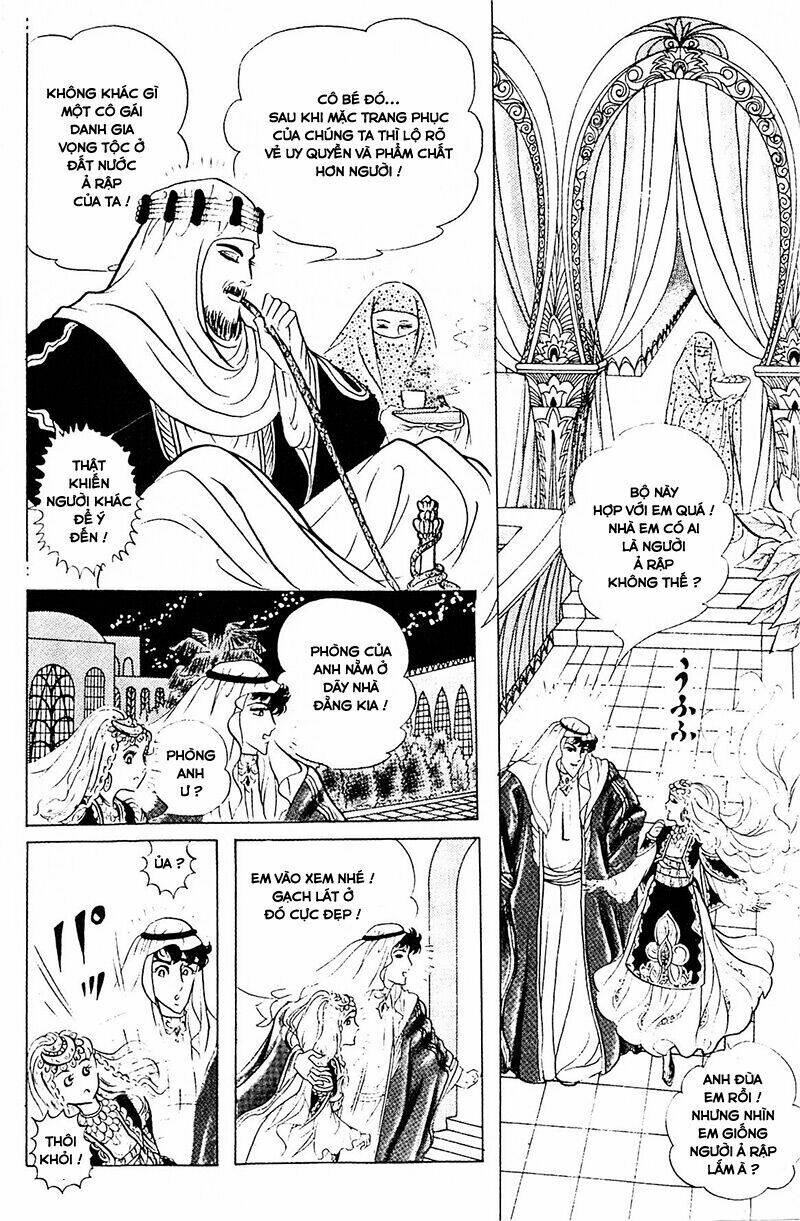 BỘ NÀY
HỢP VỚI EM QUÁ !
NHÀ EM CÓ AI
LÀ NGƯỜI
Ả RẬP
KHÔNG THẾ ?
うふふ
ANH ĐÙA
EM RỒI !
NHƯNG NHÌN
EM GIỐNG
NGƯỜI Ả RẬP
LẮM À ?
CÔ BÉ ĐÓ...
SAU KHI MẶC TRANG PHỤC
CỦA CHÚNG TA THÌ LỘ RÕ
VẺ UY QUYỀN VÀ PHẨM CHẤT
HƠN NGƯỜI !
KHÔNG KHÁC GÌ
MỘT CÔ GÁI
DANH GIA
VỌNG TỘC Ở
ĐẤT NƯỚC
Ả RẬP
CỦA TA !
THẬT
KHIẾN
NGƯỜI KHÁC
ĐỂ Ý
ĐẾN !
PHÒNG CỦA
ANH NẰM Ở
DÃY NHÀ
ĐẰNG KIA !
PHÒNG
ANH
Ư ?
EM VÀO XEM NHÉ !
GẠCH LÁT Ở
ĐÓ CỰC ĐẸP !
ỦA ?
パッ
THÔI
KHỎI !